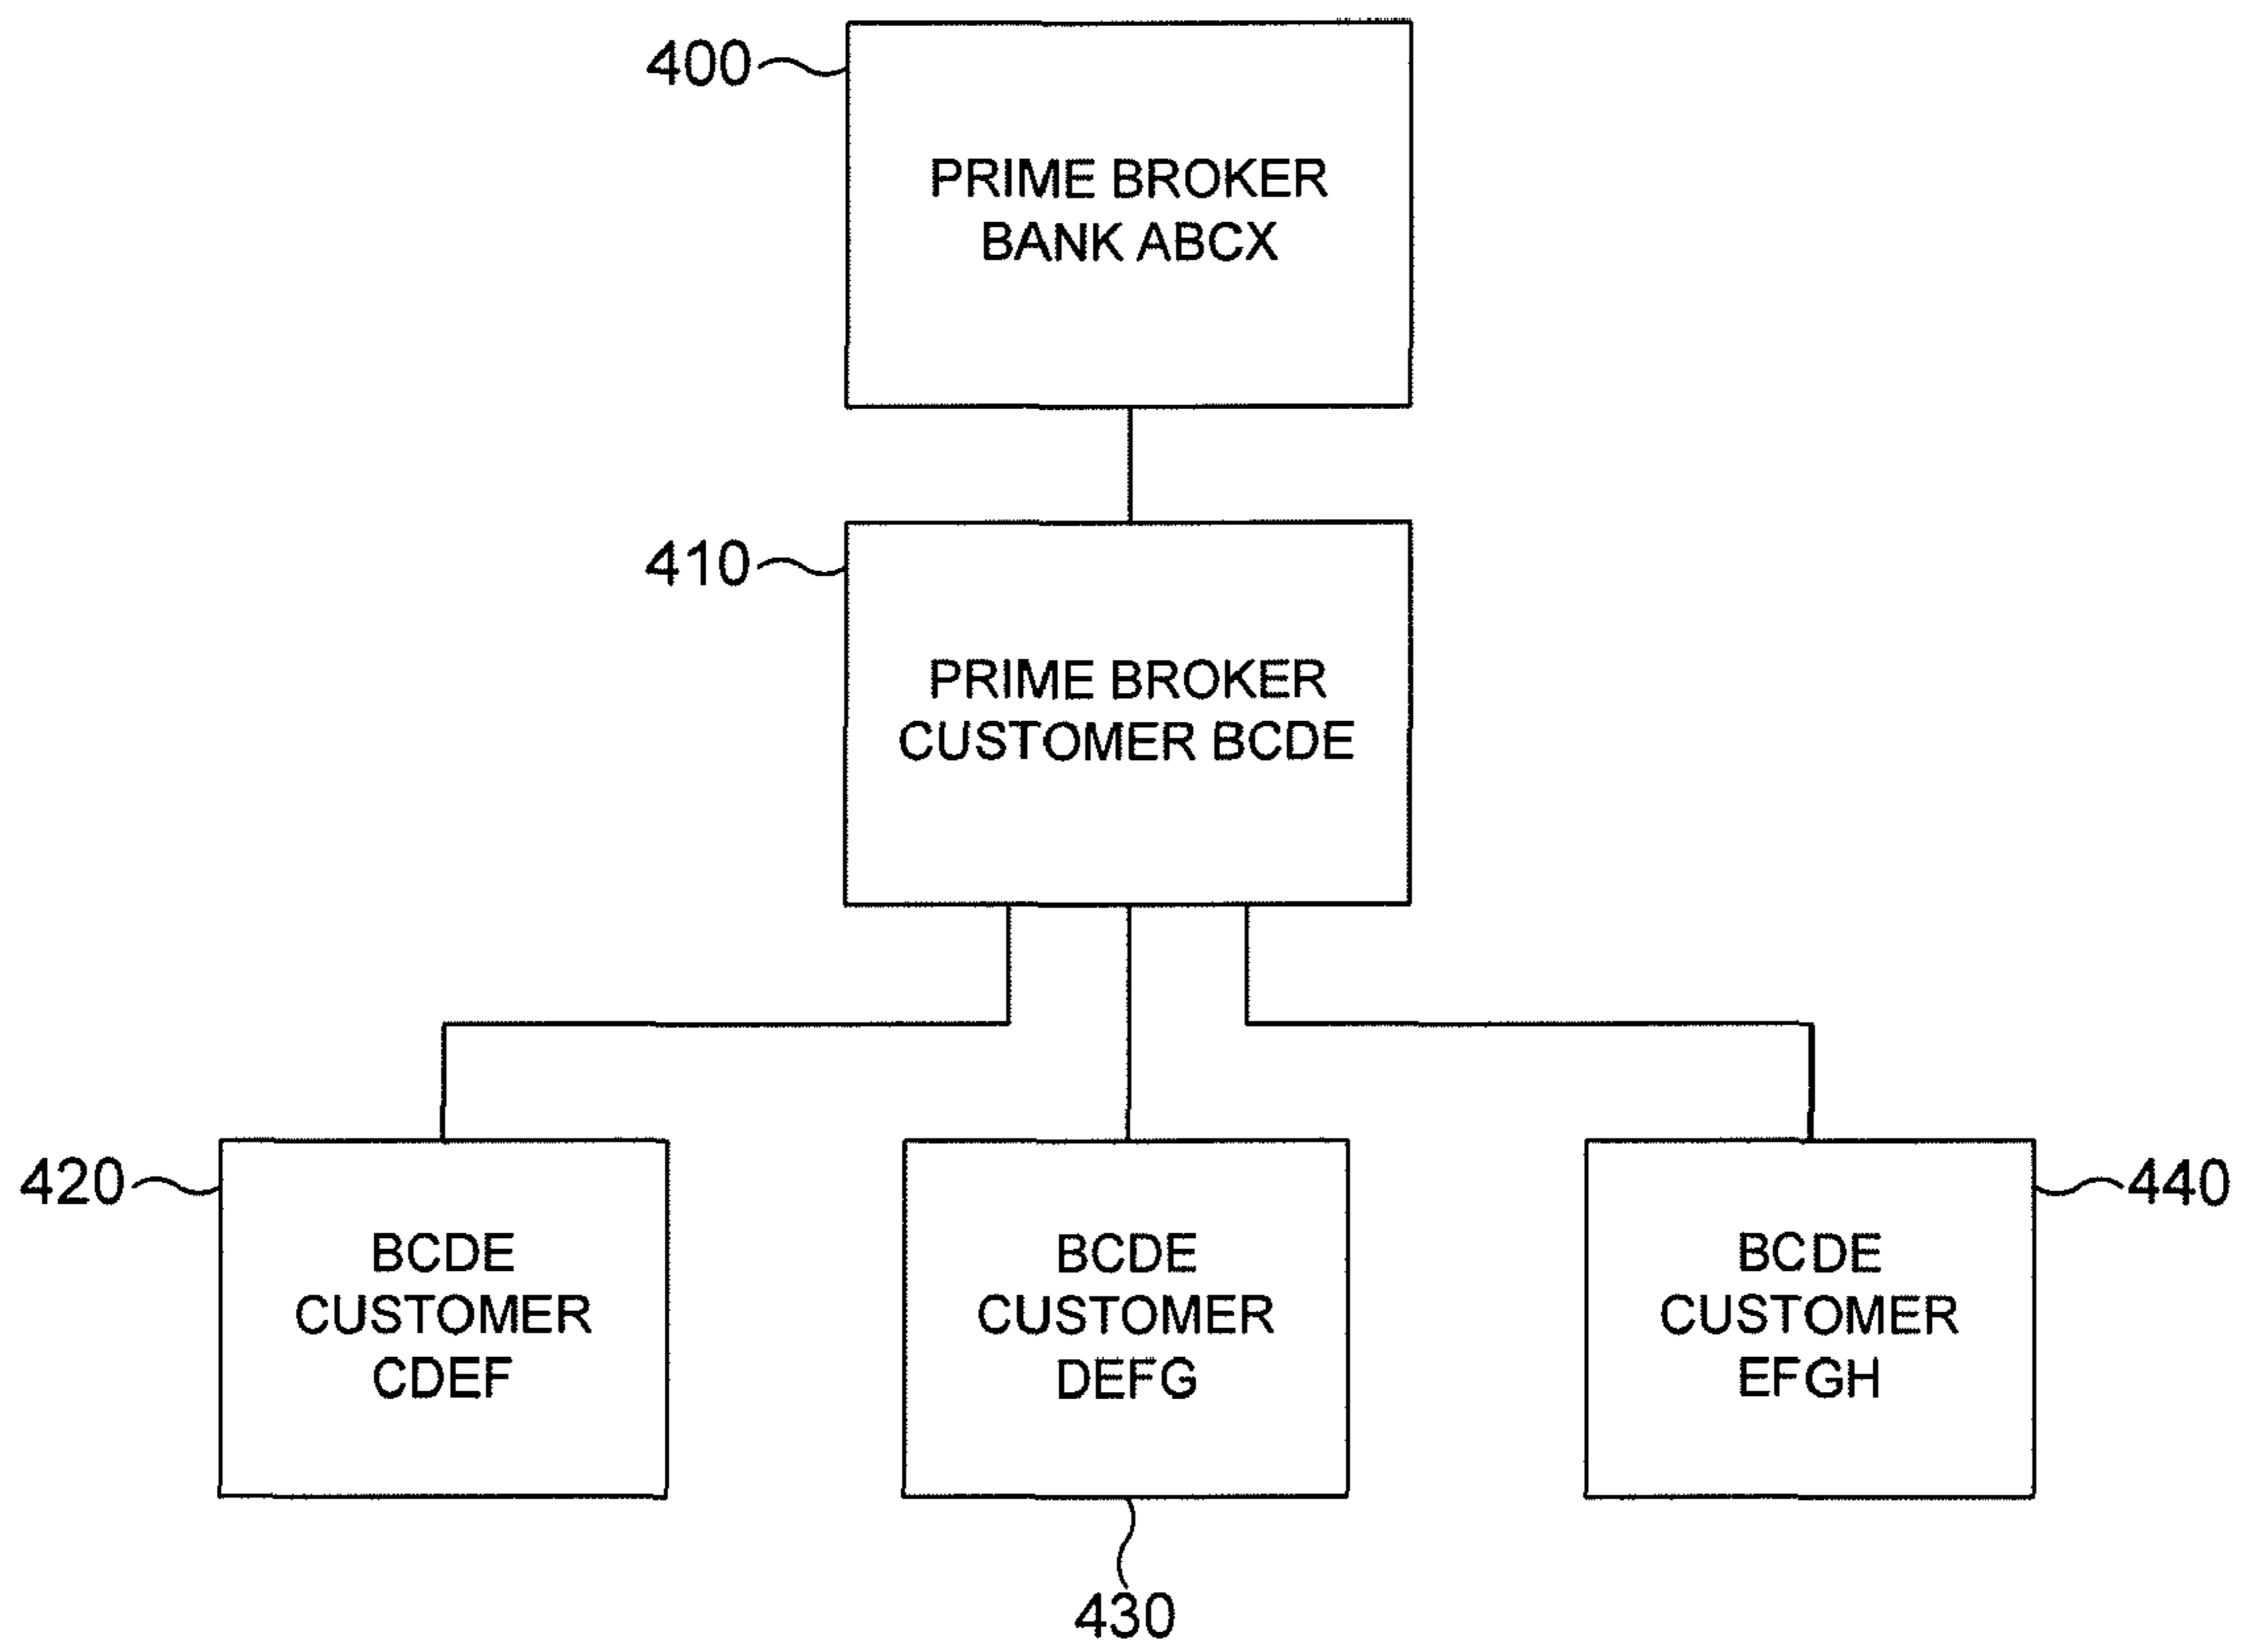 400
PRIME BROKER
BANK ABCX
410
PRIME BROKER
CUSTOMER BCDE
420
BCDE
CUSTOMER
CDEF
BCDE
CUSTOMER
DEFG
430
440
BCDE
CUSTOMER
EFGH